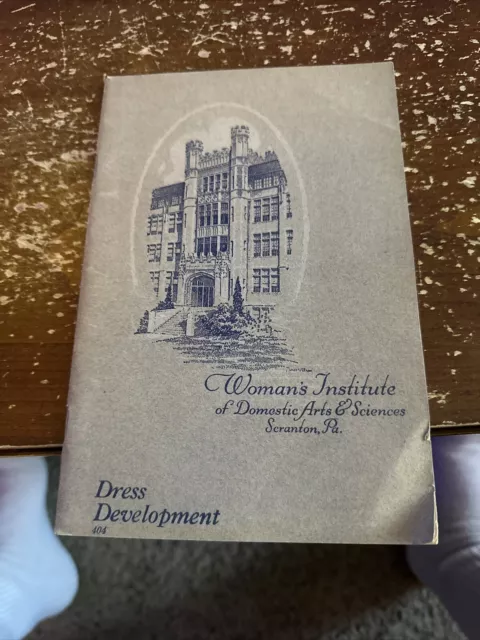 Woman's Institute
of Domestic Arts & Sciences
Scranton, Pa.
Dress
Development
404